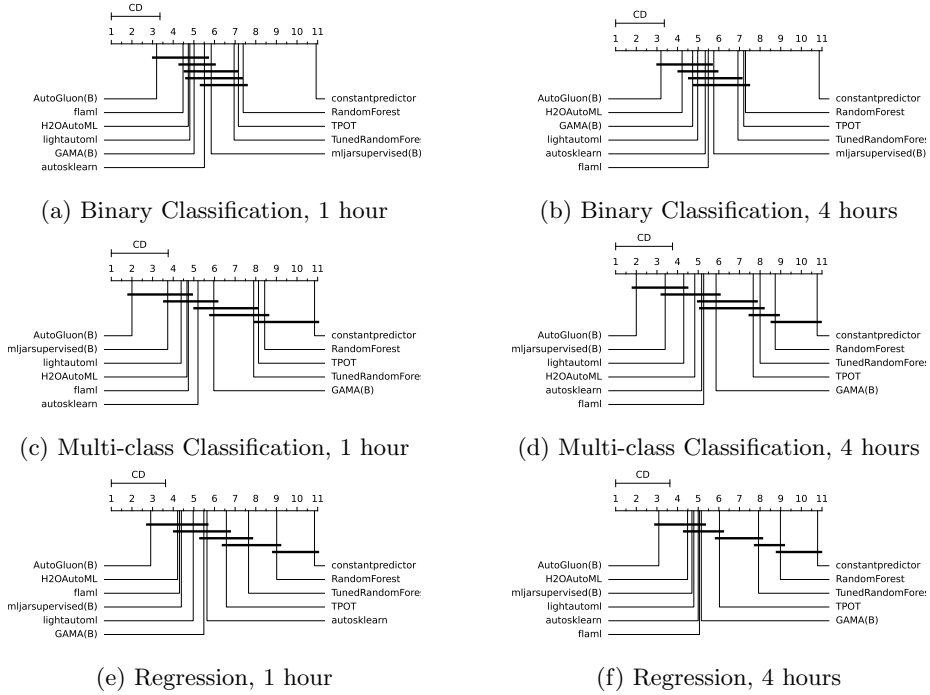 CD
1 2 3 4 5 6 7 8 9 10 11
AutoGluon(B)
flaml
H2OAutoML
lightautoml
GAMA(B)
autosklearn
constantpredictor
RandomForest
TPOT
TunedRandomFores
mljarsupervised(B)
(a) Binary Classification, 1 hour
CD
1 2 3 4 5 6 7 8 9 10 11
AutoGluon(B)
H2OAutoML
GAMA(B)
lightautoml
autosklearn
flaml
constantpredictor
RandomForest
TPOT
TunedRandomFores
mljarsupervised(B)
(b) Binary Classification, 4 hours
CD
1 2 3 4 5 6 7 8 9 10 11
AutoGluon(B)
mljarsupervised(B)
lightautoml
H2OAutoML
flaml
autosklearn
constantpredictor
RandomForest
TPOT
TunedRandomFores
GAMA(B)
(c) Multi-class Classification, 1 hour
CD
1 2 3 4 5 6 7 8 9 10 11
AutoGluon(B)
mljarsupervised(B)
lightautoml
H2OAutoML
autosklearn
flaml
constantpredictor
RandomForest
TunedRandomFores
TPOT
GAMA(B)
(d) Multi-class Classification, 4 hours
CD
1 2 3 4 5 6 7 8 9 10 11
AutoGluon(B)
H2OAutoML
flaml
mljarsupervised(B)
lightautoml
GAMA(B)
constantpredictor
RandomForest
TunedRandomFores
TPOT
autosklearn
(e) Regression, 1 hour
CD
1 2 3 4 5 6 7 8 9 10 11
AutoGluon(B)
H2OAutoML
mljarsupervised(B)
lightautoml
autosklearn
flaml
constantpredictor
RandomForest
TunedRandomFores
TPOT
GAMA(B)
(f) Regression, 4 hours